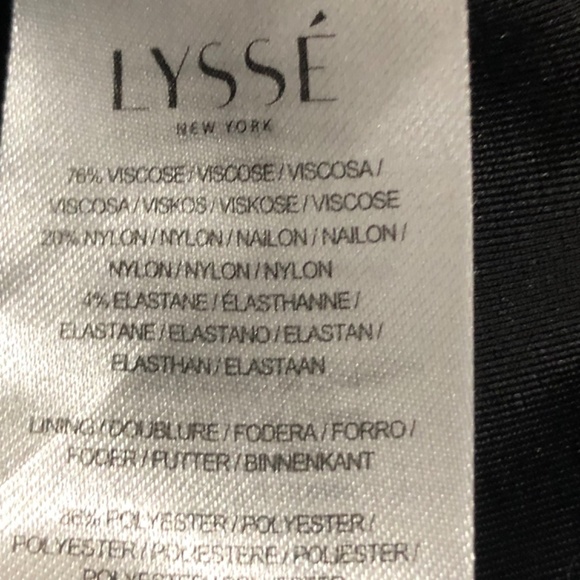 LYSSÉ
NEW YORK
76% VISCOSE/VISCOSE/VISCOSA/
VISCOSA/VISKOS/VISKOSE/VISCOSE
20% NYLON/NYLON/NAILON/NAILON/
NYLON/NYLON/NYLON
4% ELASTANE/ÉLASTHANNE/
ELASTANE/ELASTANO/ELASTAN/
ELASTHAN/ELASTAAN
LINING/DOUBLURE/FODERA/FORRO/
FODER/FUTTER/BINNENKANT
POLYESTER/POLYESTER/
POLYESTER/POLIESTERE/POLIESTER/